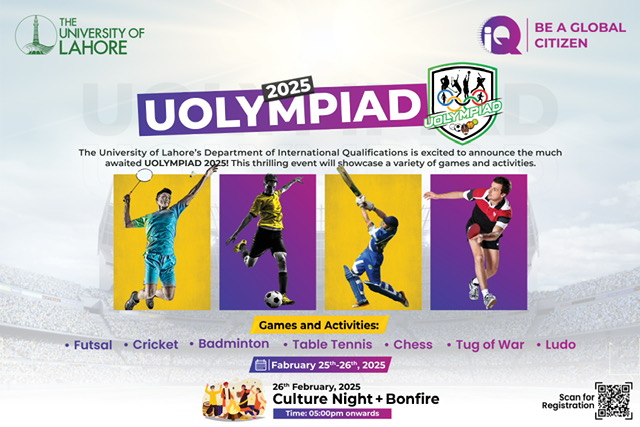 THE
UNIVERSITY OF
LAHORE
iQ
BE A GLOBAL
CITIZEN
2025
UOLYMPIAD
UOLYMPIAD
The University of Lahore's Department of International Qualifications is excited to announce the much
awaited UOLYMPIAD 2025! This thrilling event will showcase a variety of games and activities.
Games and Activities:
• Futsal • Cricket • Badminton • Table Tennis • Chess • Tug of War • Ludo
Fabruary 25th-26th, 2025
26th February, 2025
Culture Night + Bonfire
Time: 05:00pm onwards
Scan for
Registration